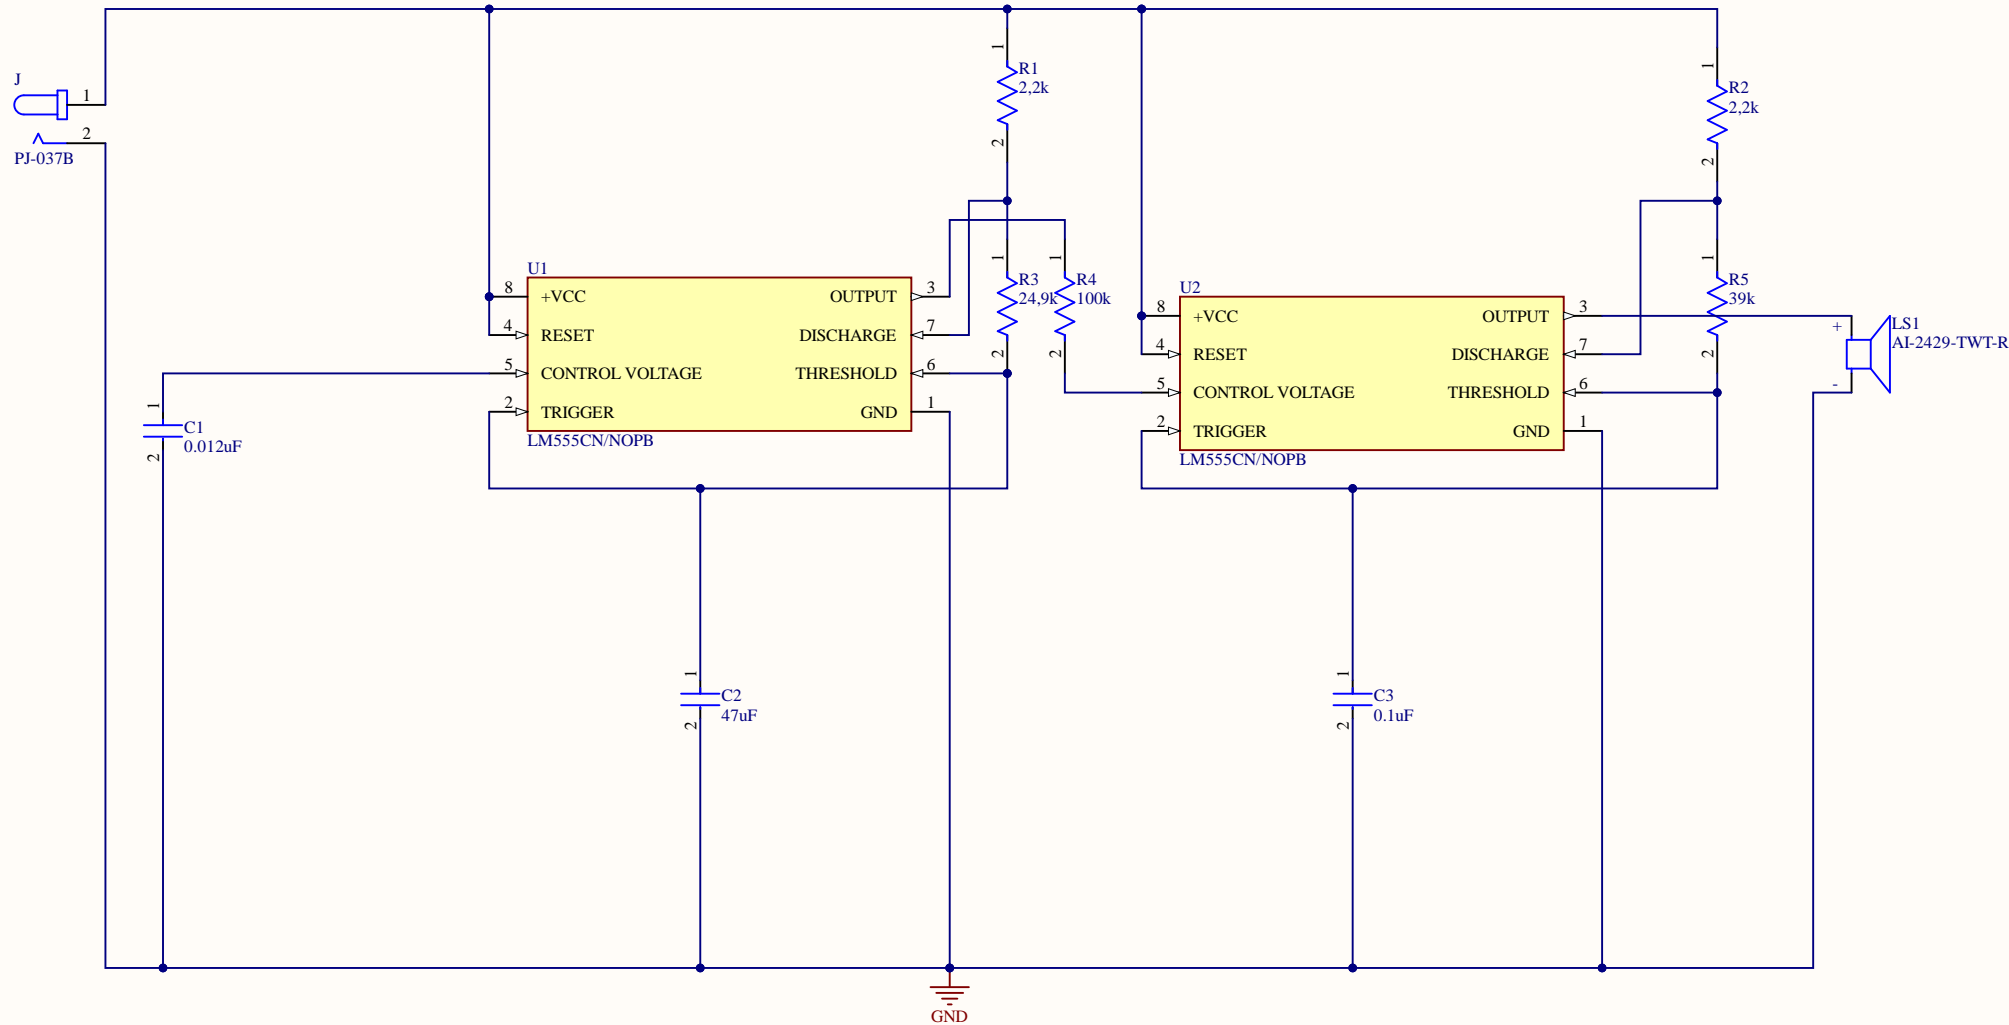 J
1
2
PJ-037B
1
R1
2,2k
2
1
R2
2,2k
2
U1
8 +VCC OUTPUT 3
4 RESET DISCHARGE 7
5 CONTROL VOLTAGE THRESHOLD 6
2 TRIGGER GND 1
LM555CN/NOPB
1
R3
24,9k
2
1
R4
100k
2
U2
8 +VCC OUTPUT 3
4 RESET DISCHARGE 7
5 CONTROL VOLTAGE THRESHOLD 6
2 TRIGGER GND 1
LM555CN/NOPB
1
R5
39k
2
+
LS1
AI-2429-TWT-R
-
1
C1
0.012uF
2
1
C2
47uF
2
1
C3
0.1uF
2
GND